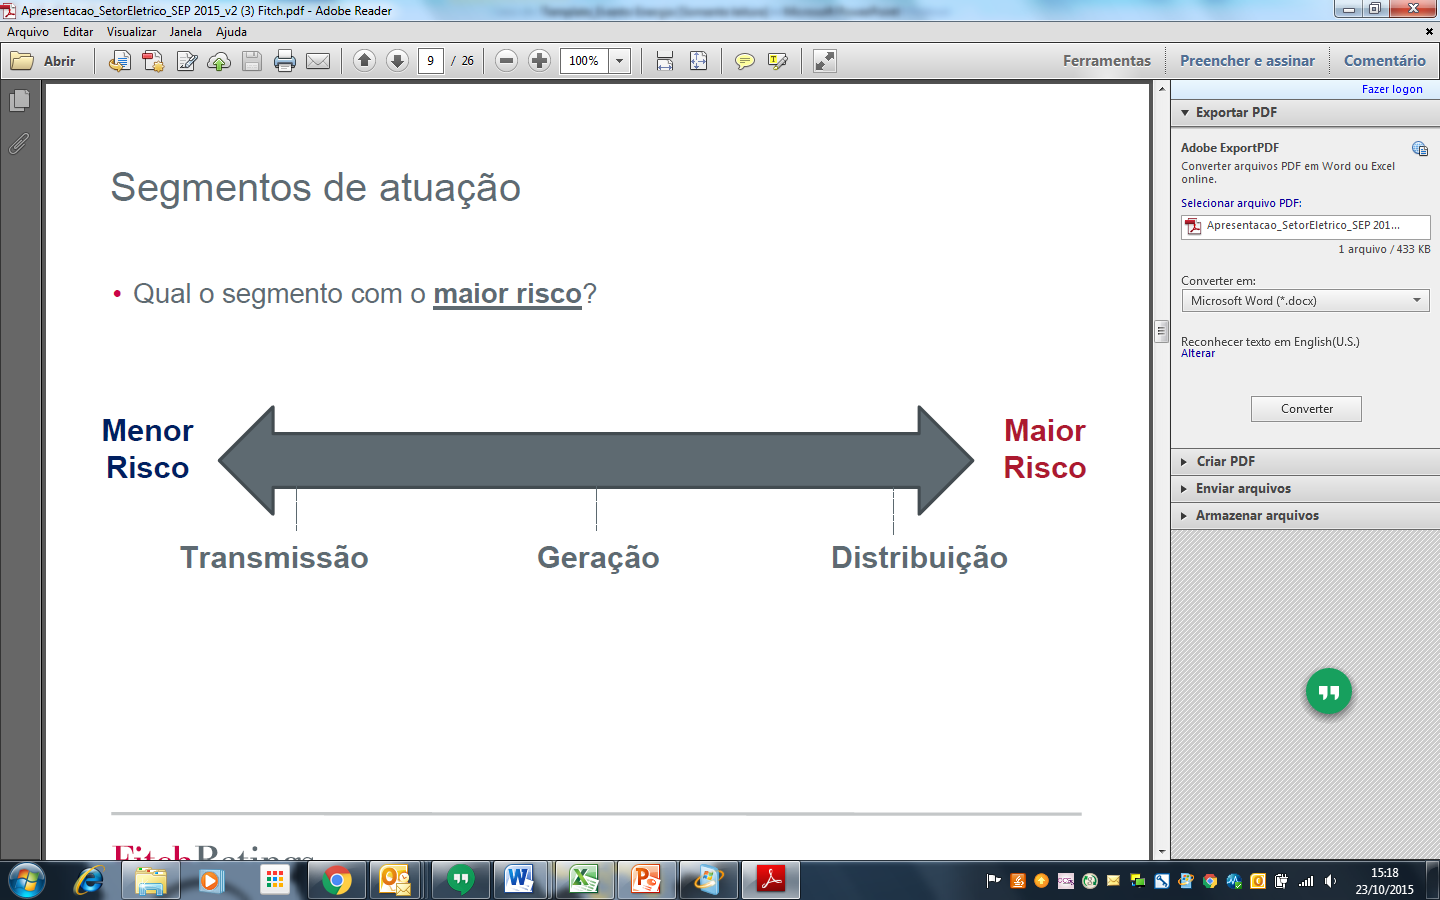 Apresentacao_SetorEletrico_SEP 2015_v2 (3) Fitch.pdf - Adobe Reader
Arquivo Editar Visualizar Janela Ajuda
Abrir 9 / 26 100% Ferramentas Preencher e assinar Comentário
Fazer logon
Exportar PDF
Adobe ExportPDF
Converter arquivos PDF em Word ou Excel
online.
Selecionar arquivo PDF:
Apresentacao_SetorEletrico_SEP 201...
1 arquivo / 433 KB
Converter em:
Microsoft Word (*.docx)
Reconhecer texto em English(U.S.)
Alterar
Converter
Criar PDF
Enviar arquivos
Armazenar arquivos
Segmentos de atuação
• Qual o segmento com o maior risco?
Menor
Risco
Maior
Risco
Transmissão Geração Distribuição
FitchRatings
15:18
23/10/2015